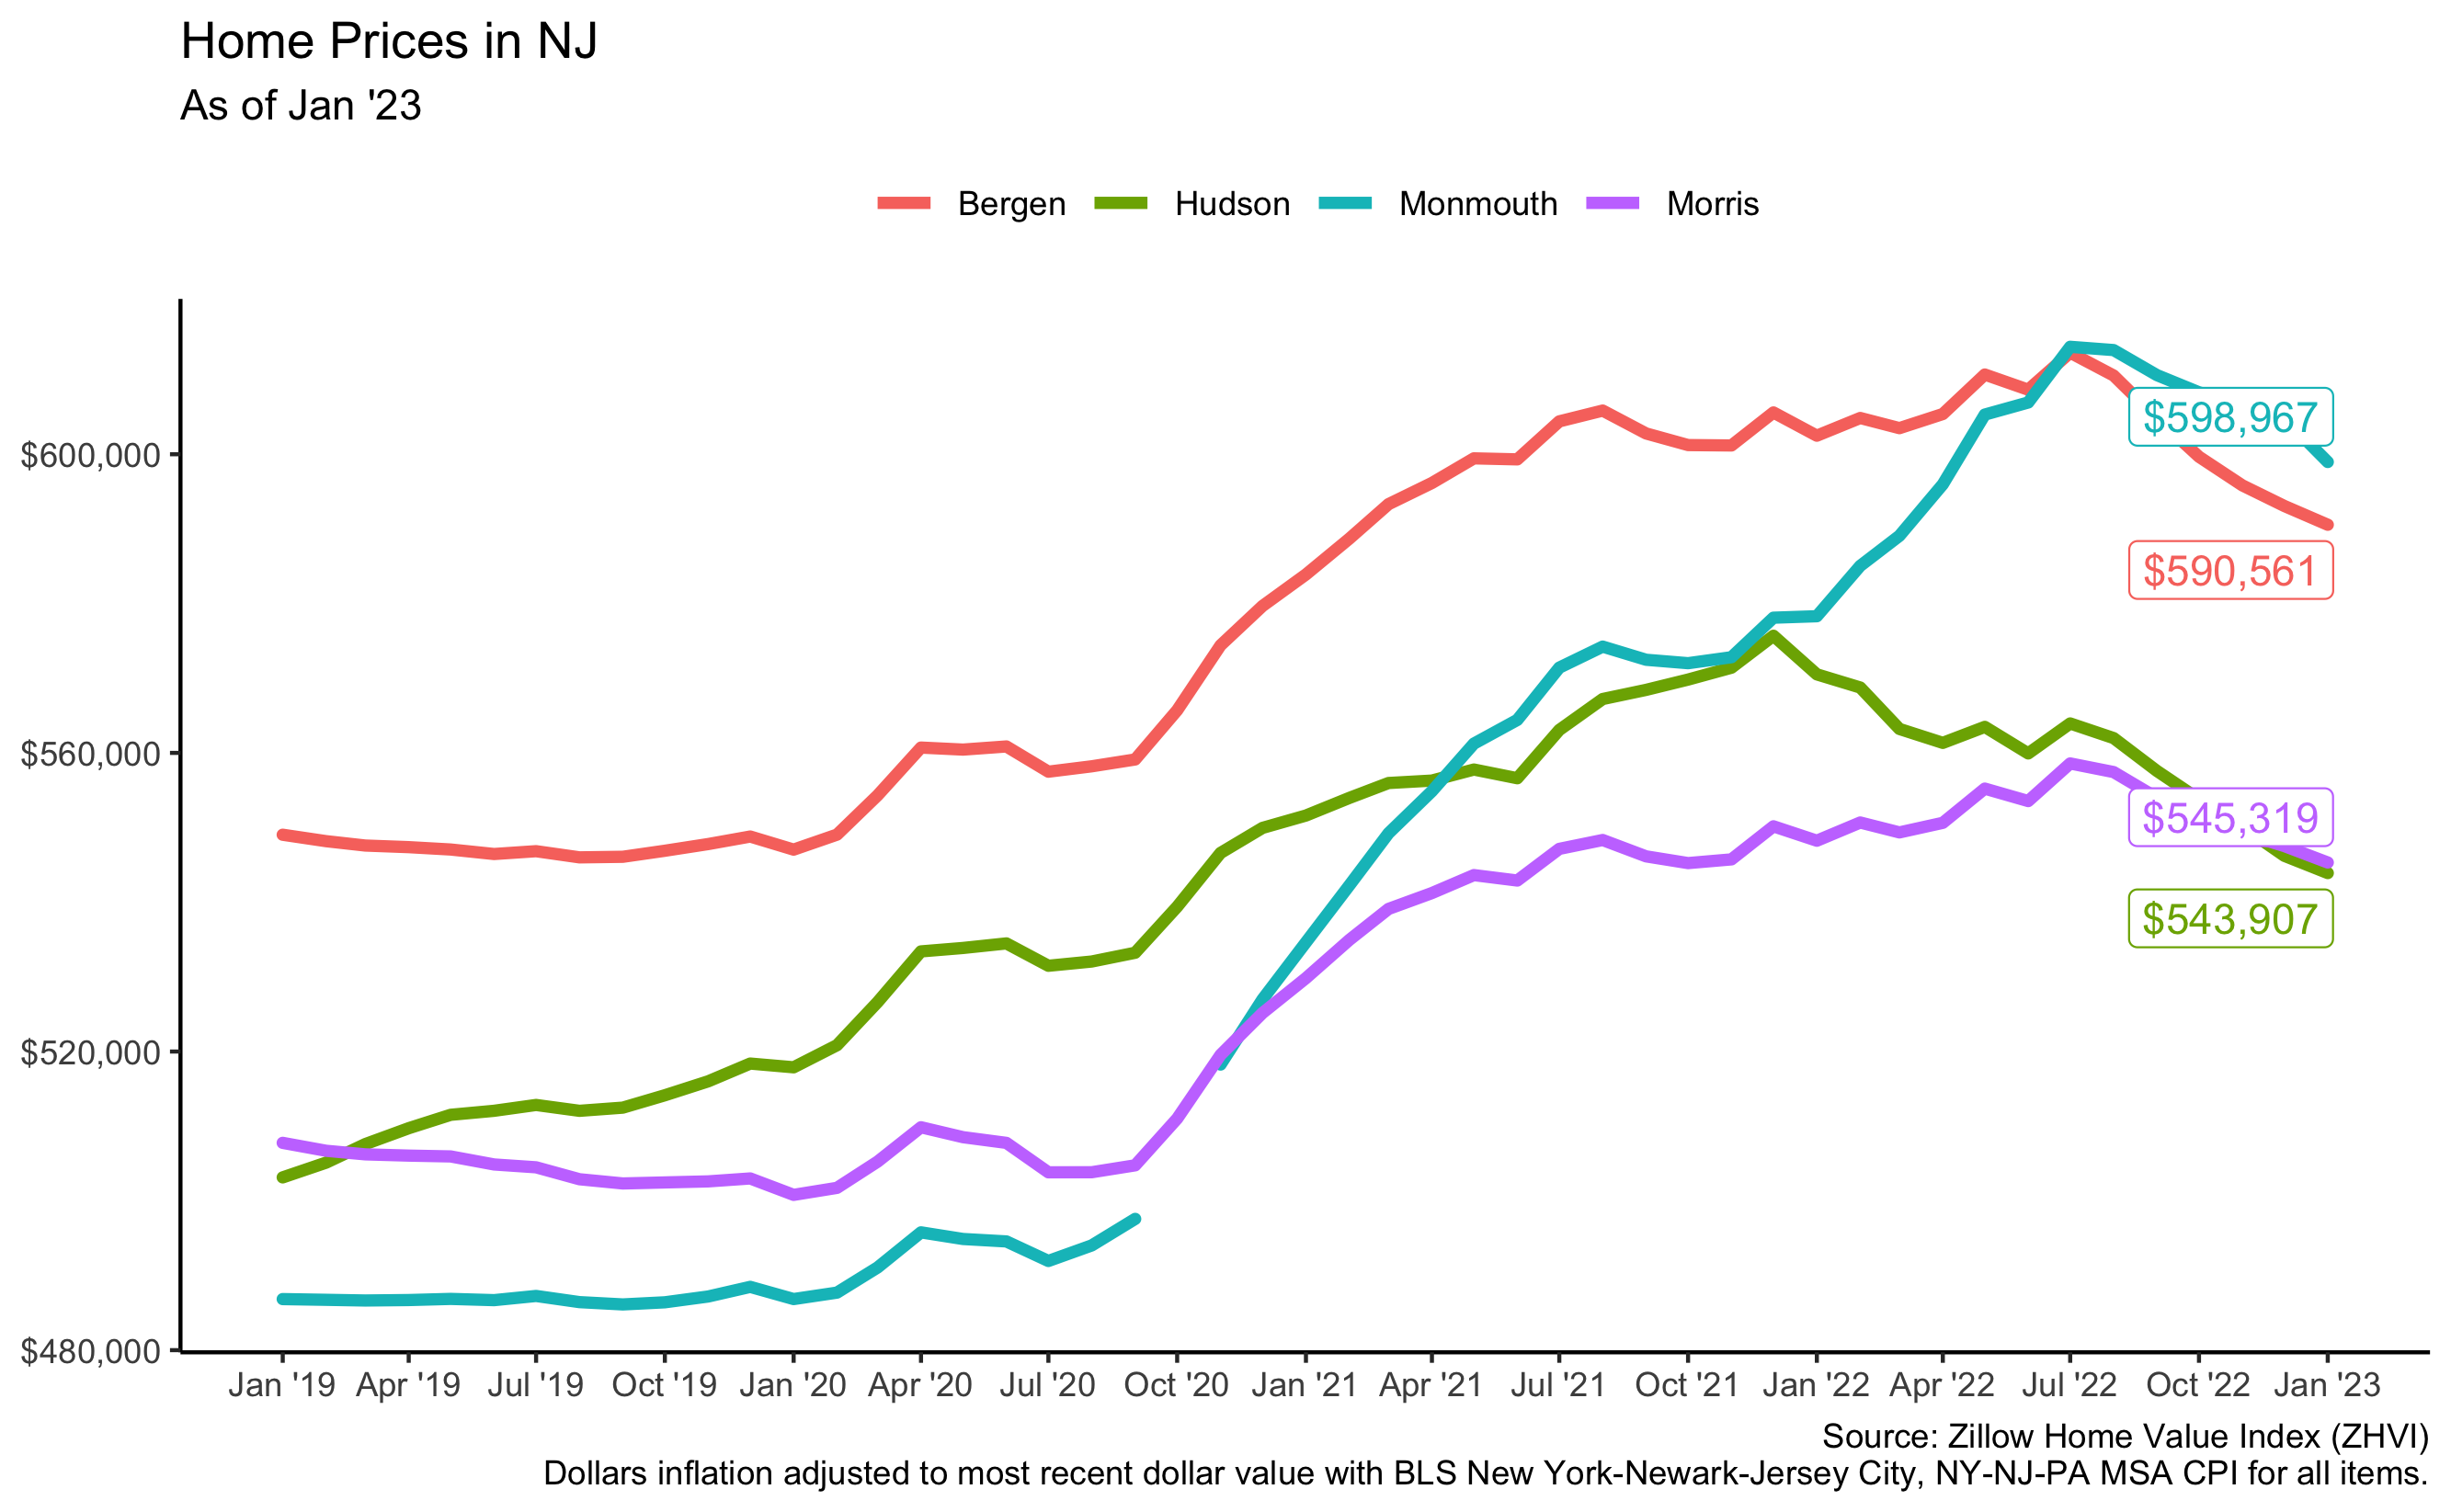 Home Prices in NJ
As of Jan '23
Bergen Hudson Monmouth Morris
$600,000
$560,000
$520,000
$480,000
$598,967
$590,561
$545,319
$543,907
Jan '19 Apr '19 Jul '19 Oct '19 Jan '20 Apr '20 Jul '20 Oct '20 Jan '21 Apr '21 Jul '21 Oct '21 Jan '22 Apr '22 Jul '22 Oct '22 Jan '23
Source: Zillow Home Value Index (ZHVI)
Dollars inflation adjusted to most recent dollar value with BLS New York-Newark-Jersey City, NY-NJ-PA MSA CPI for all items.